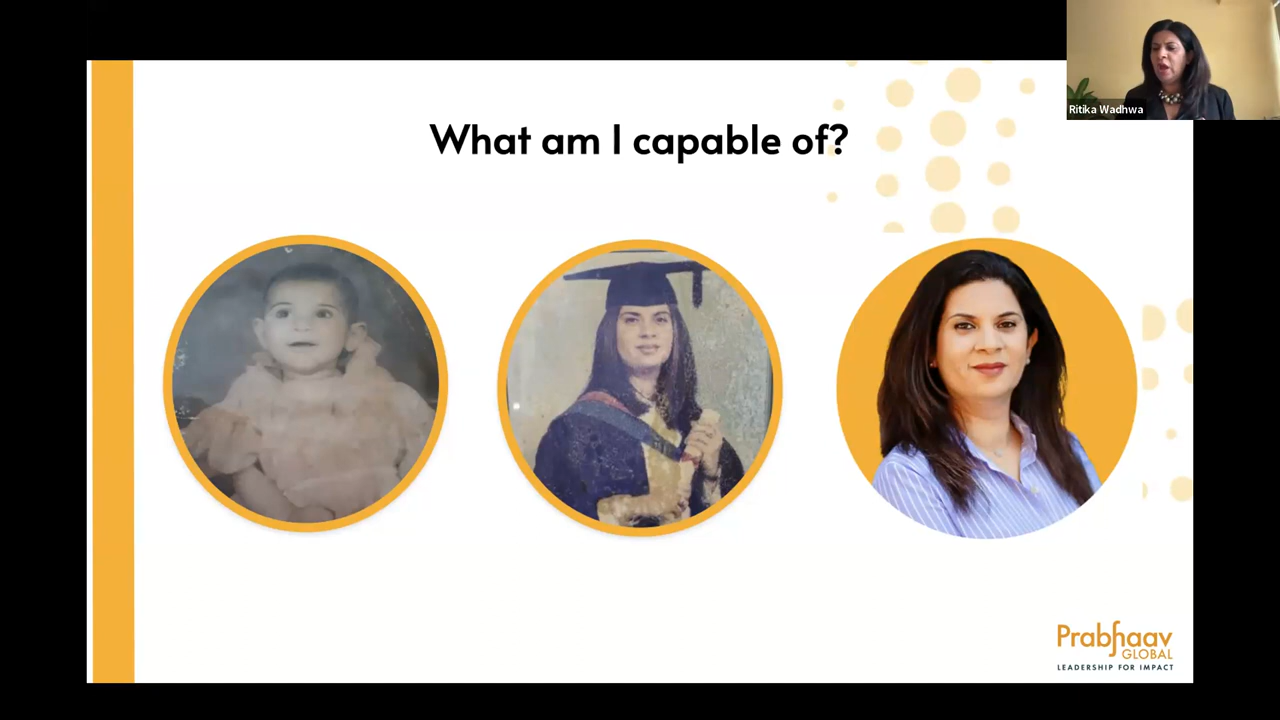 Ritika Wadhwa
What am I capable of?
Prabhaav
GLOBAL
LEADERSHIP FOR IMPACT